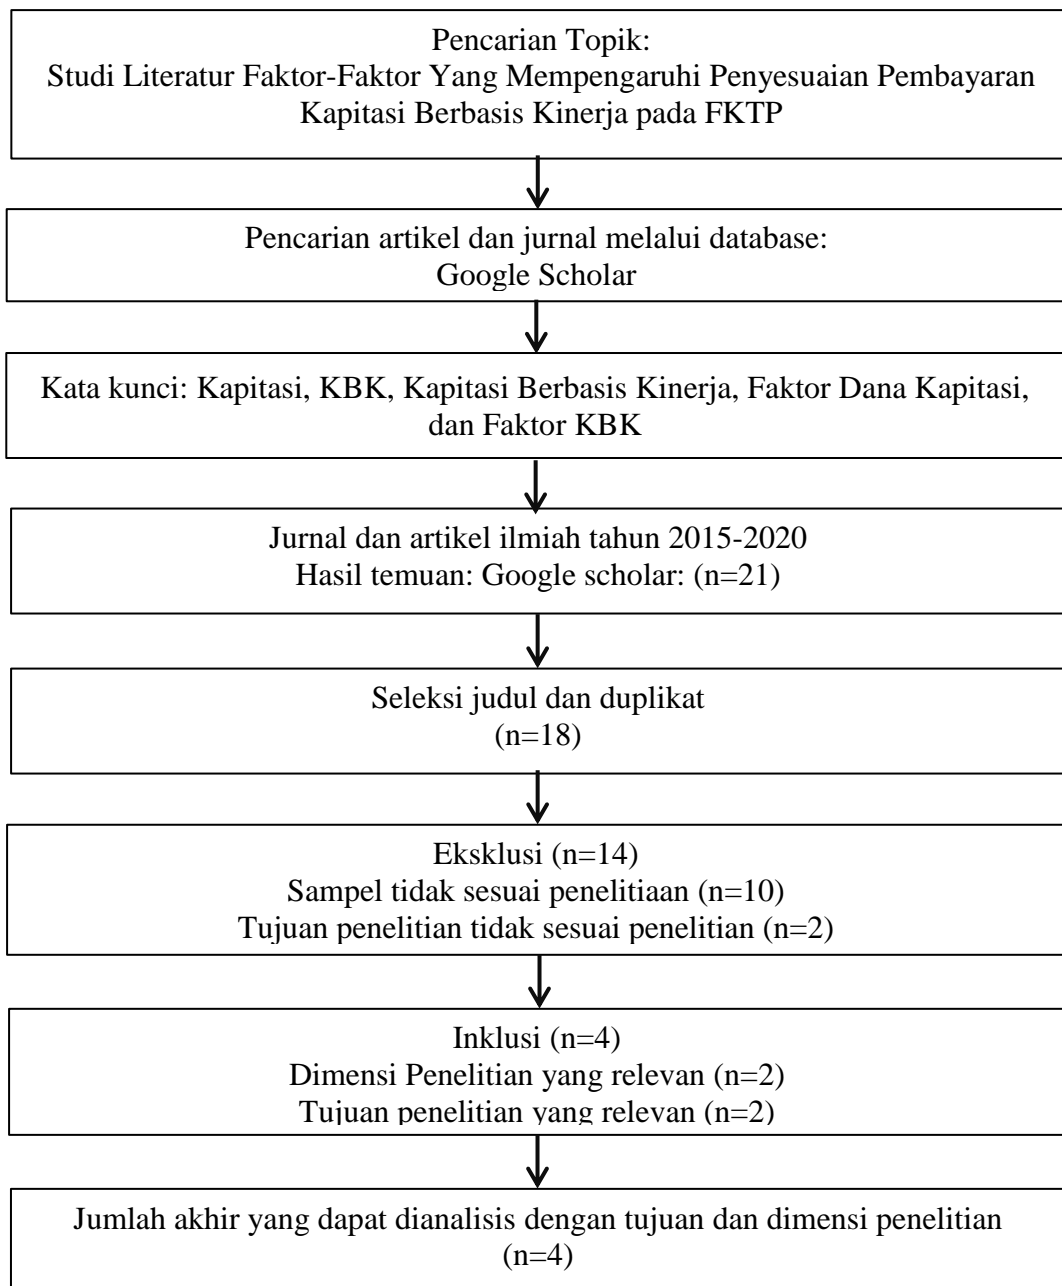 Pencarian Topik:
Studi Literatur Faktor-Faktor Yang Mempengaruhi Penyesuaian Pembayaran
Kapitasi Berbasis Kinerja pada FKTP
Pencarian artikel dan jurnal melalui database:
Google Scholar
Kata kunci: Kapitasi, KBK, Kapitasi Berbasis Kinerja, Faktor Dana Kapitasi,
dan Faktor KBK
Jurnal dan artikel ilmiah tahun 2015-2020
Hasil temuan: Google scholar: (n=21)
Seleksi judul dan duplikat
(n=18)
Eksklusi (n=14)
Sampel tidak sesuai penelitiaan (n=10)
Tujuan penelitian tidak sesuai penelitian (n=2)
Inklusi (n=4)
Dimensi Penelitian yang relevan (n=2)
Tujuan penelitian yang relevan (n=2)
Jumlah akhir yang dapat dianalisis dengan tujuan dan dimensi penelitian
(n=4)